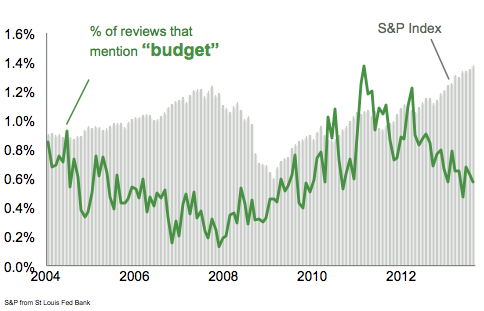 % of reviews that
mention “budget”
S&P Index
1.6%
1.4%
1.2%
1.0%
0.8%
0.6%
0.4%
0.2%
0.0%
2004 2006 2008 2010 2012
S&P from St Louis Fed Bank